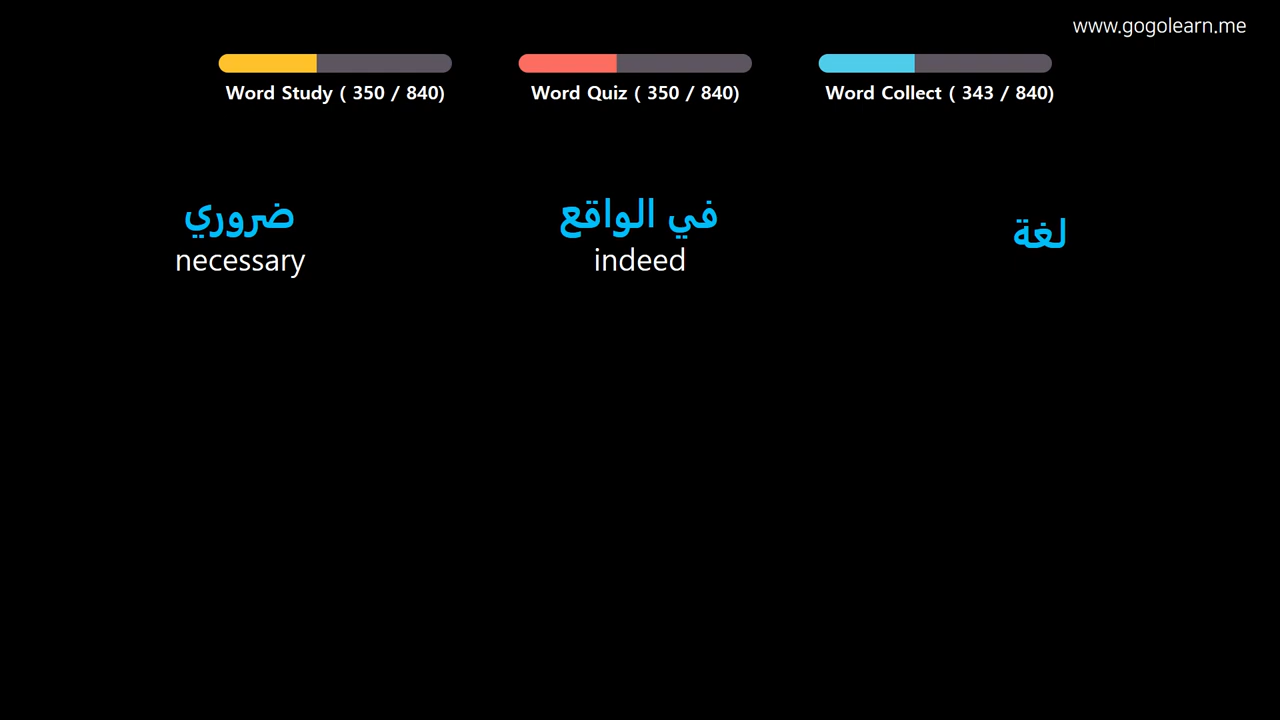 www.gogolearn.me
Word Study ( 350 / 840)
Word Quiz ( 350 / 840)
Word Collect ( 343 / 840)
ضروري
necessary
في الواقع
indeed
لغة